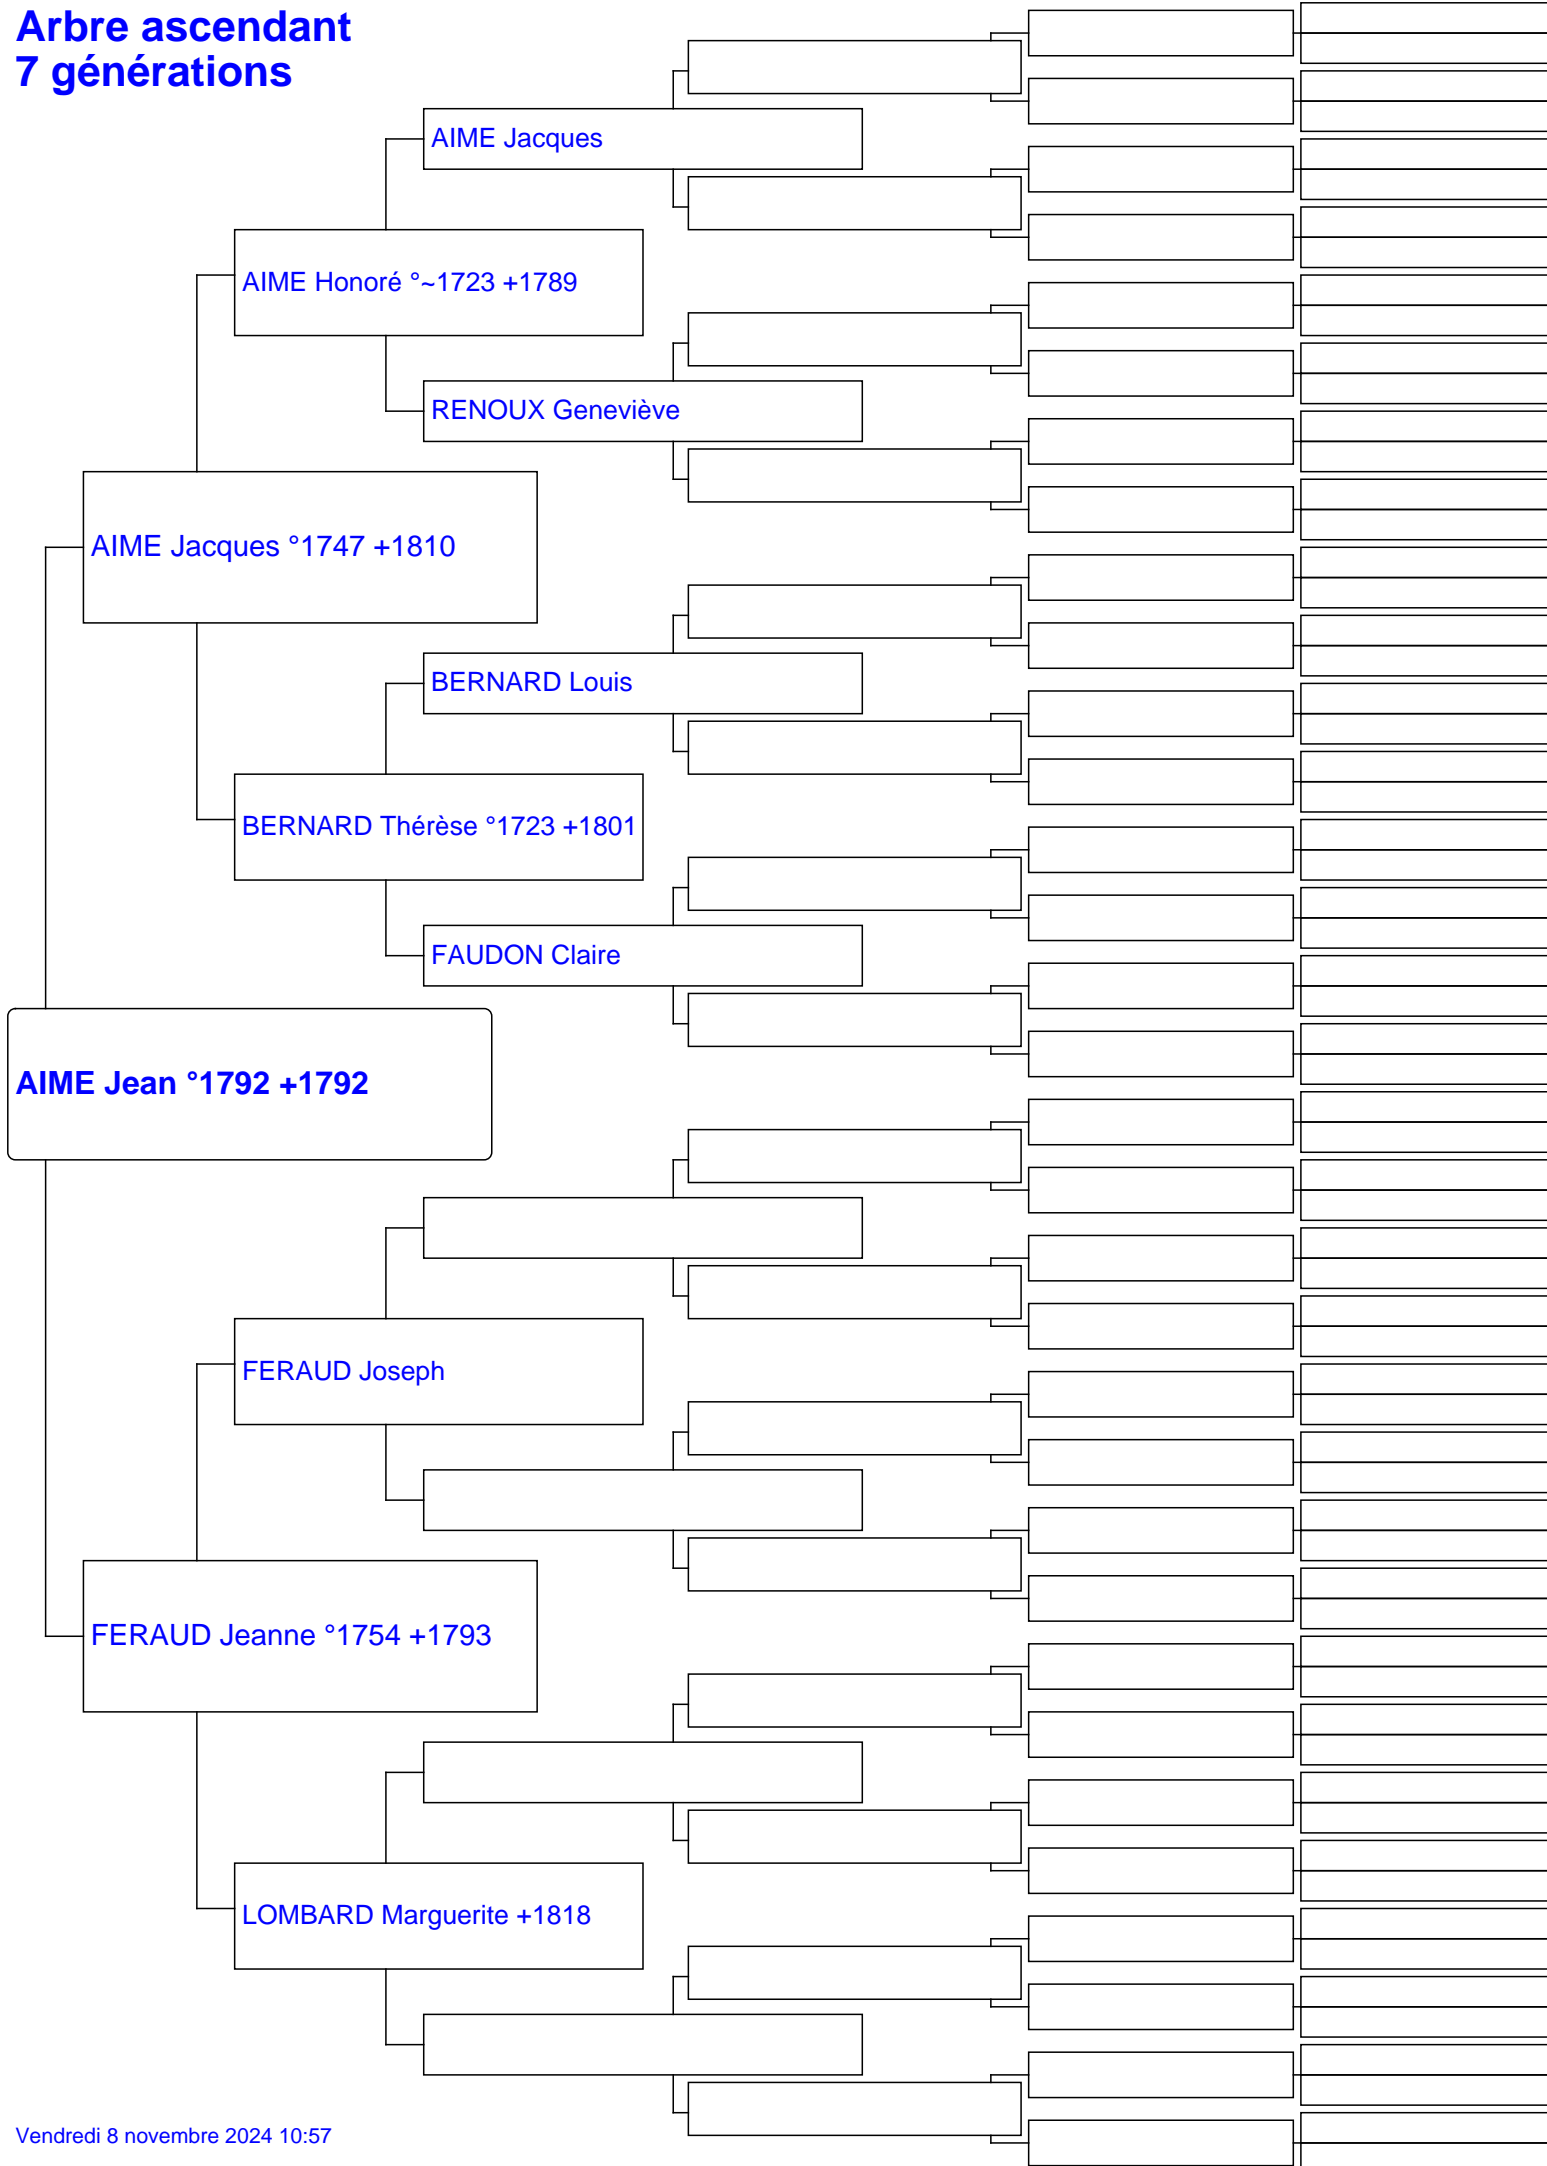 Arbre ascendant
7 générations
AIME Jacques
AIME Honoré °~1723 +1789
RENOUX Geneviève
AIME Jacques °1747 +1810
BERNARD Louis
BERNARD Thérèse °1723 +1801
FAUDON Claire
AIME Jean °1792 +1792
FERAUD Joseph
FERAUD Jeanne °1754 +1793
LOMBARD Marguerite +1818
Vendredi 8 novembre 2024 10:57